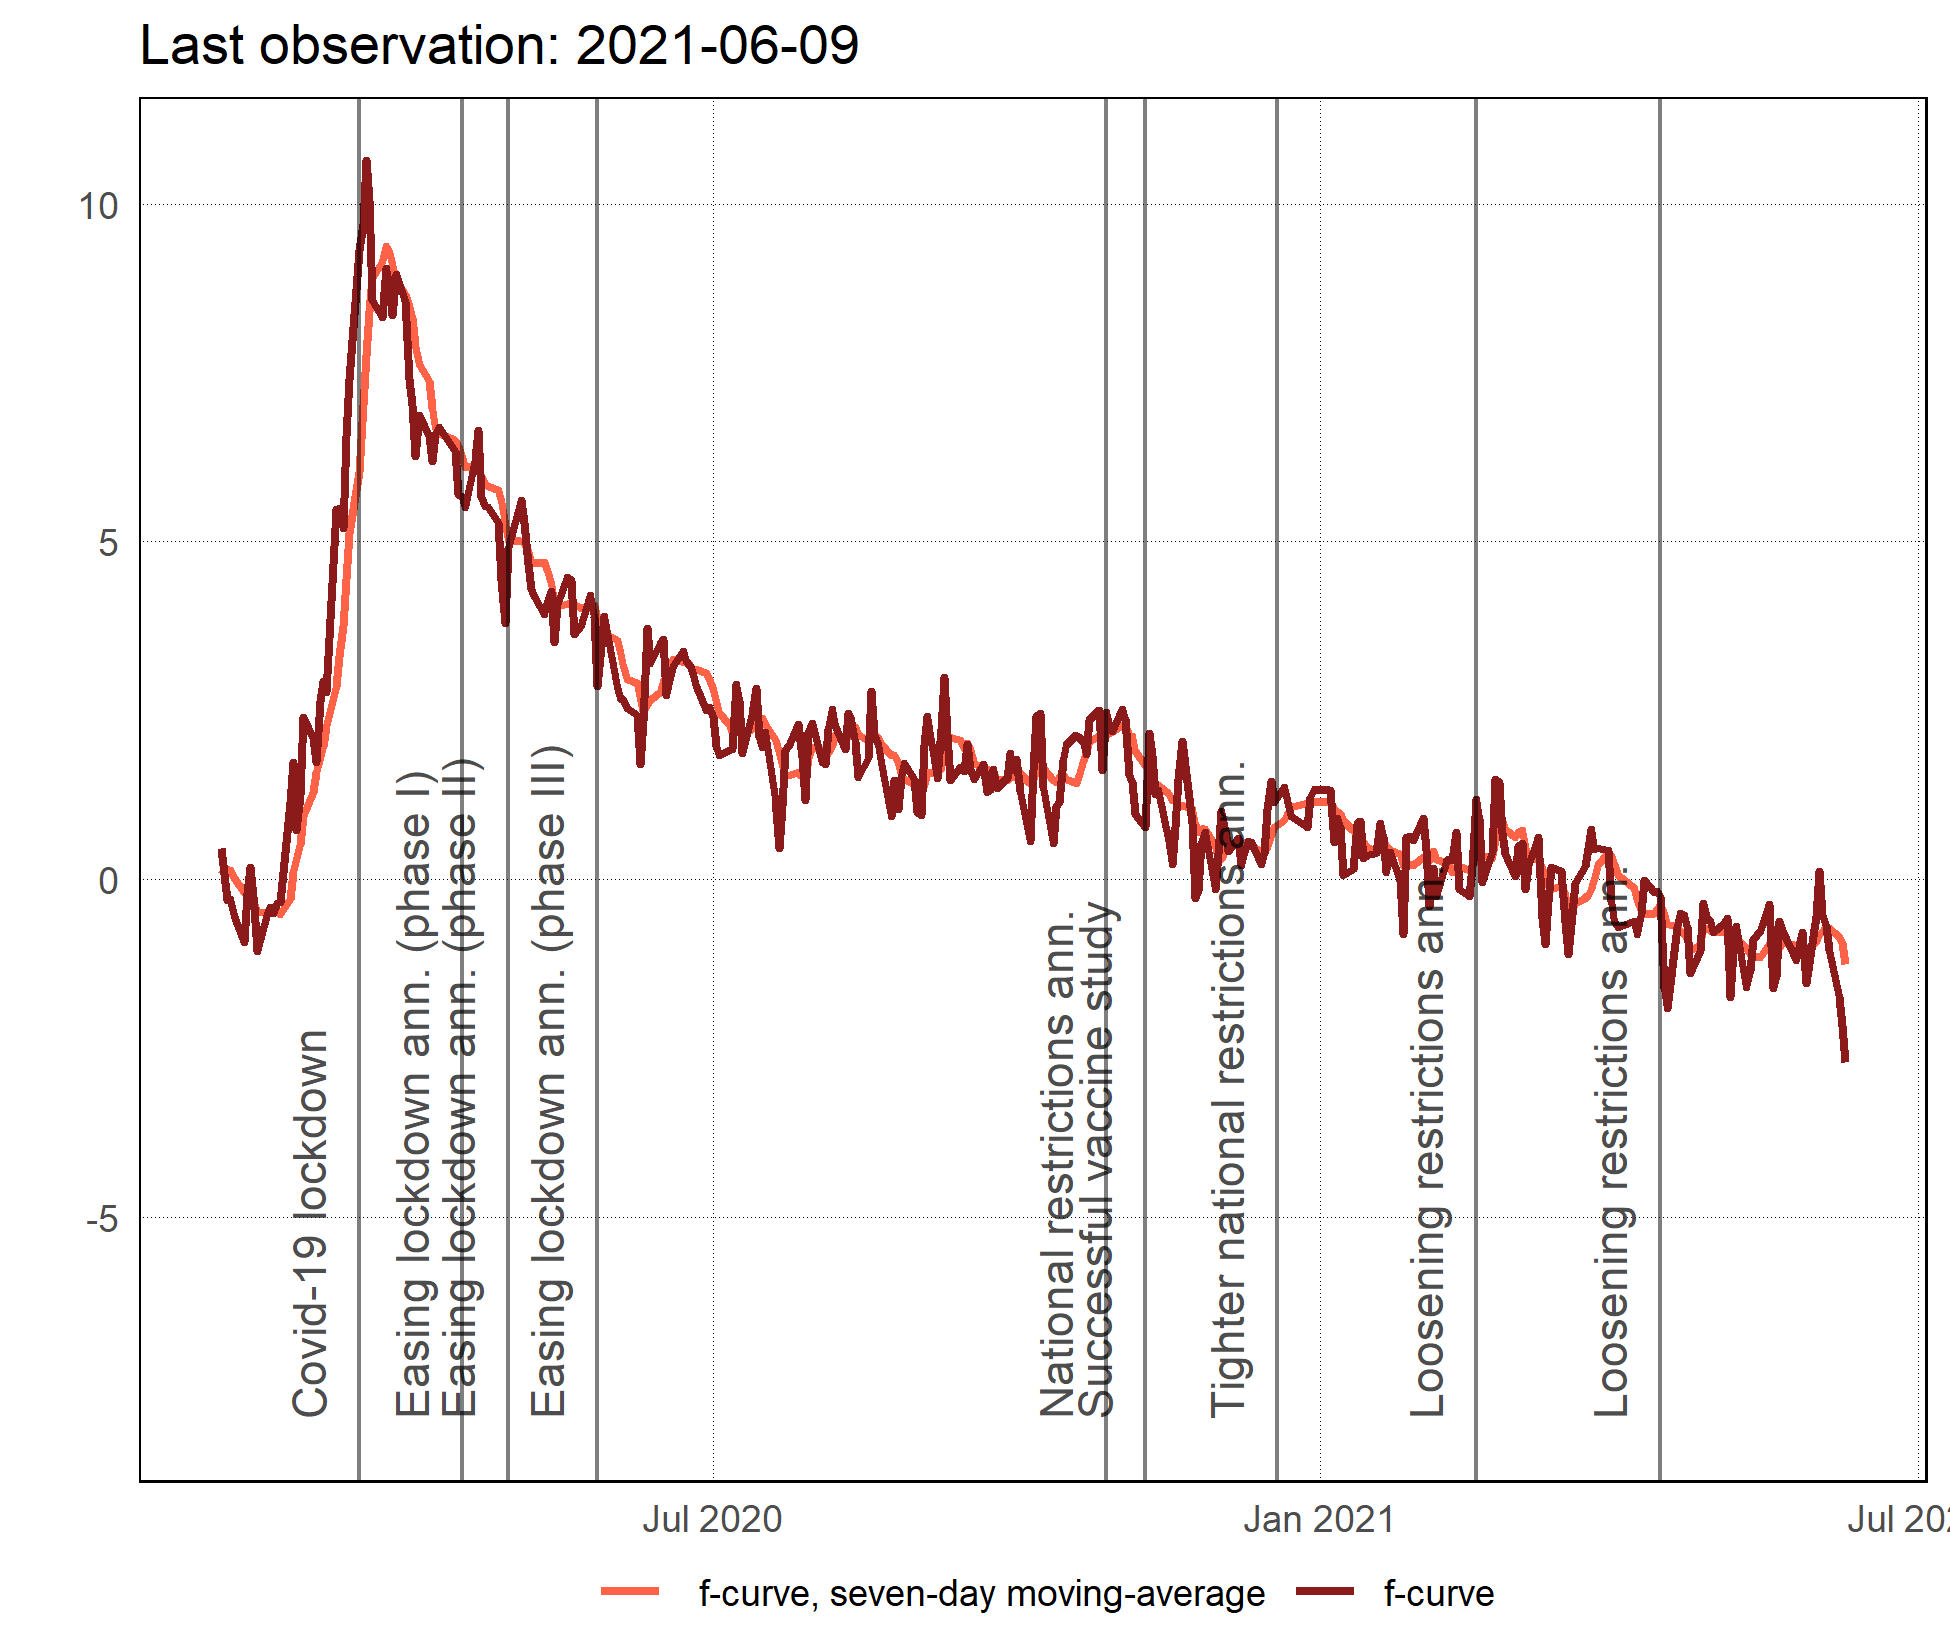 Last observation: 2021-06-09
10
5
0
-5
Covid-19 lockdown
Easing lockdown ann. (phase I)
Easing lockdown ann. (phase II)
Easing lockdown ann. (phase III)
National restrictions ann.
Successful vaccine study
Tighter national restrictions ann.
Loosening restrictions ann.
Loosening restrictions ann.
Jul 2020
Jan 2021
Jul 202
f-curve, seven-day moving-average
f-curve